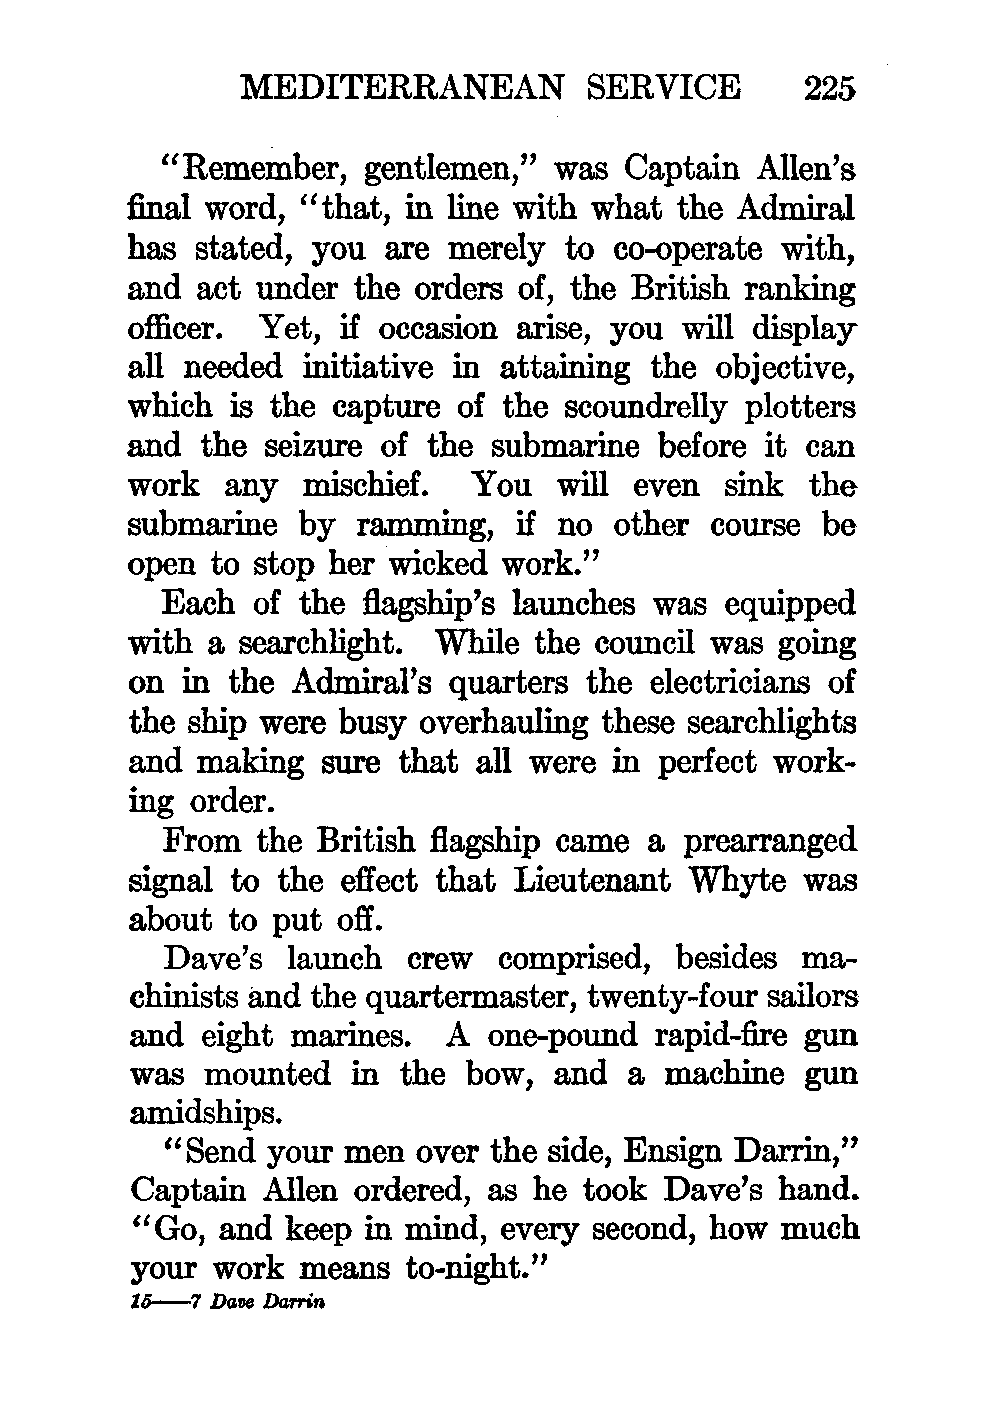 MEDITERRANEAN SERVICE 225
“Remember, gentlemen,” was Captain Allen’s
final word, “that, in line with what the Admiral
has stated, you are merely to co-operate with,
and act under the orders of, the British ranking
officer. Yet, if occasion arise, you will display
all needed initiative in attaining the objective,
which is the capture of the scoundrelly plotters
and the seizure of the submarine before it can
work any mischief. You will even sink the
submarine by ramming, if no other course be
open to stop her wicked work.”
Each of the flagship’s launches was equipped
with a searchlight. While the council was going
on in the Admiral’s quarters the electricians of
the ship were busy overhauling these searchlights
and making sure that all were in perfect work-
ing order.
From the British flagship came a prearranged
signal to the effect that Lieutenant Whyte was
about to put off.
Dave’s launch crew comprised, besides ma-
chinists and the quartermaster, twenty-four sailors
and eight marines. A one-pound rapid-fire gun
was mounted in the bow, and a machine gun
amidships.
“Send your men over the side, Ensign Darrin,”
Captain Allen ordered, as he took Dave’s hand.
“Go, and keep in mind, every second, how much
your work means to-night.”
15—7 Dave Darrin